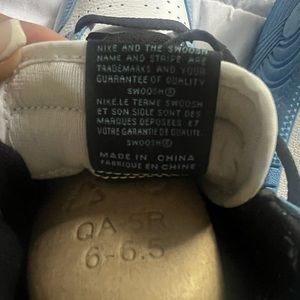 NIKE AND THE SWOOSH
NAME AND STRIPE ARE
TRADEMARKS AND YOUR
GUARANTEE OF QUALITY
SWOOSH®
NIKE.LE TERME SWOOSH
ET SON SIGLE SONT DES
MARQUES DEPOSEES ET
VOTRE GARANTIE DE QUALITE.
SWOOSH®
MADE IN CHINA
FABRIQUE EN CHINE
QA 5R
6-6.5